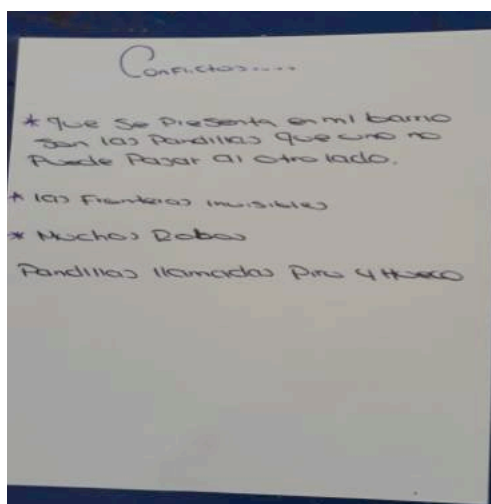 Conflictos.....
* que se presenta en mi barrio
son las Pandillas que uno no
Puede Pasar al otro lado.
* las Fronteras invisibles
* Muchos Robos
Pandillas llamadas Piru y Hueco